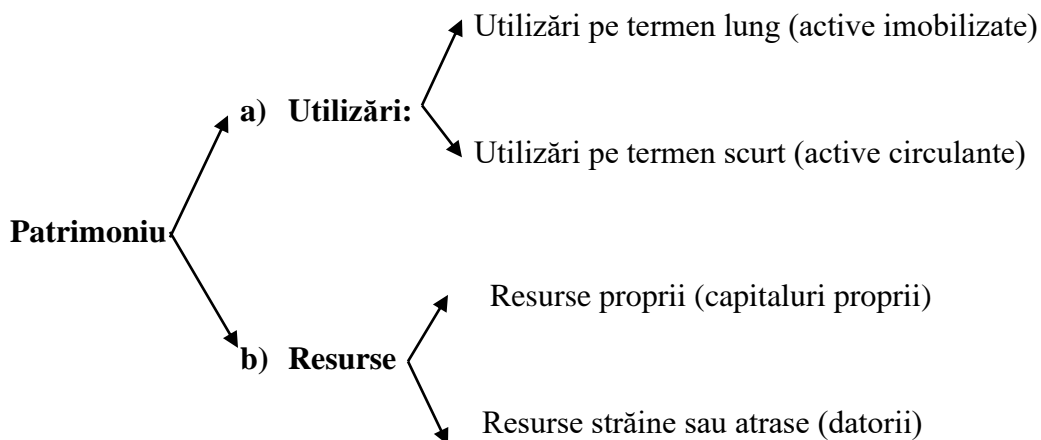 Utilizări pe termen lung (active imobilizate)
a) Utilizări:
Utilizări pe termen scurt (active circulante)
Patrimoniu
Resurse proprii (capitaluri proprii)
b) Resurse
Resurse străine sau atrase (datorii)